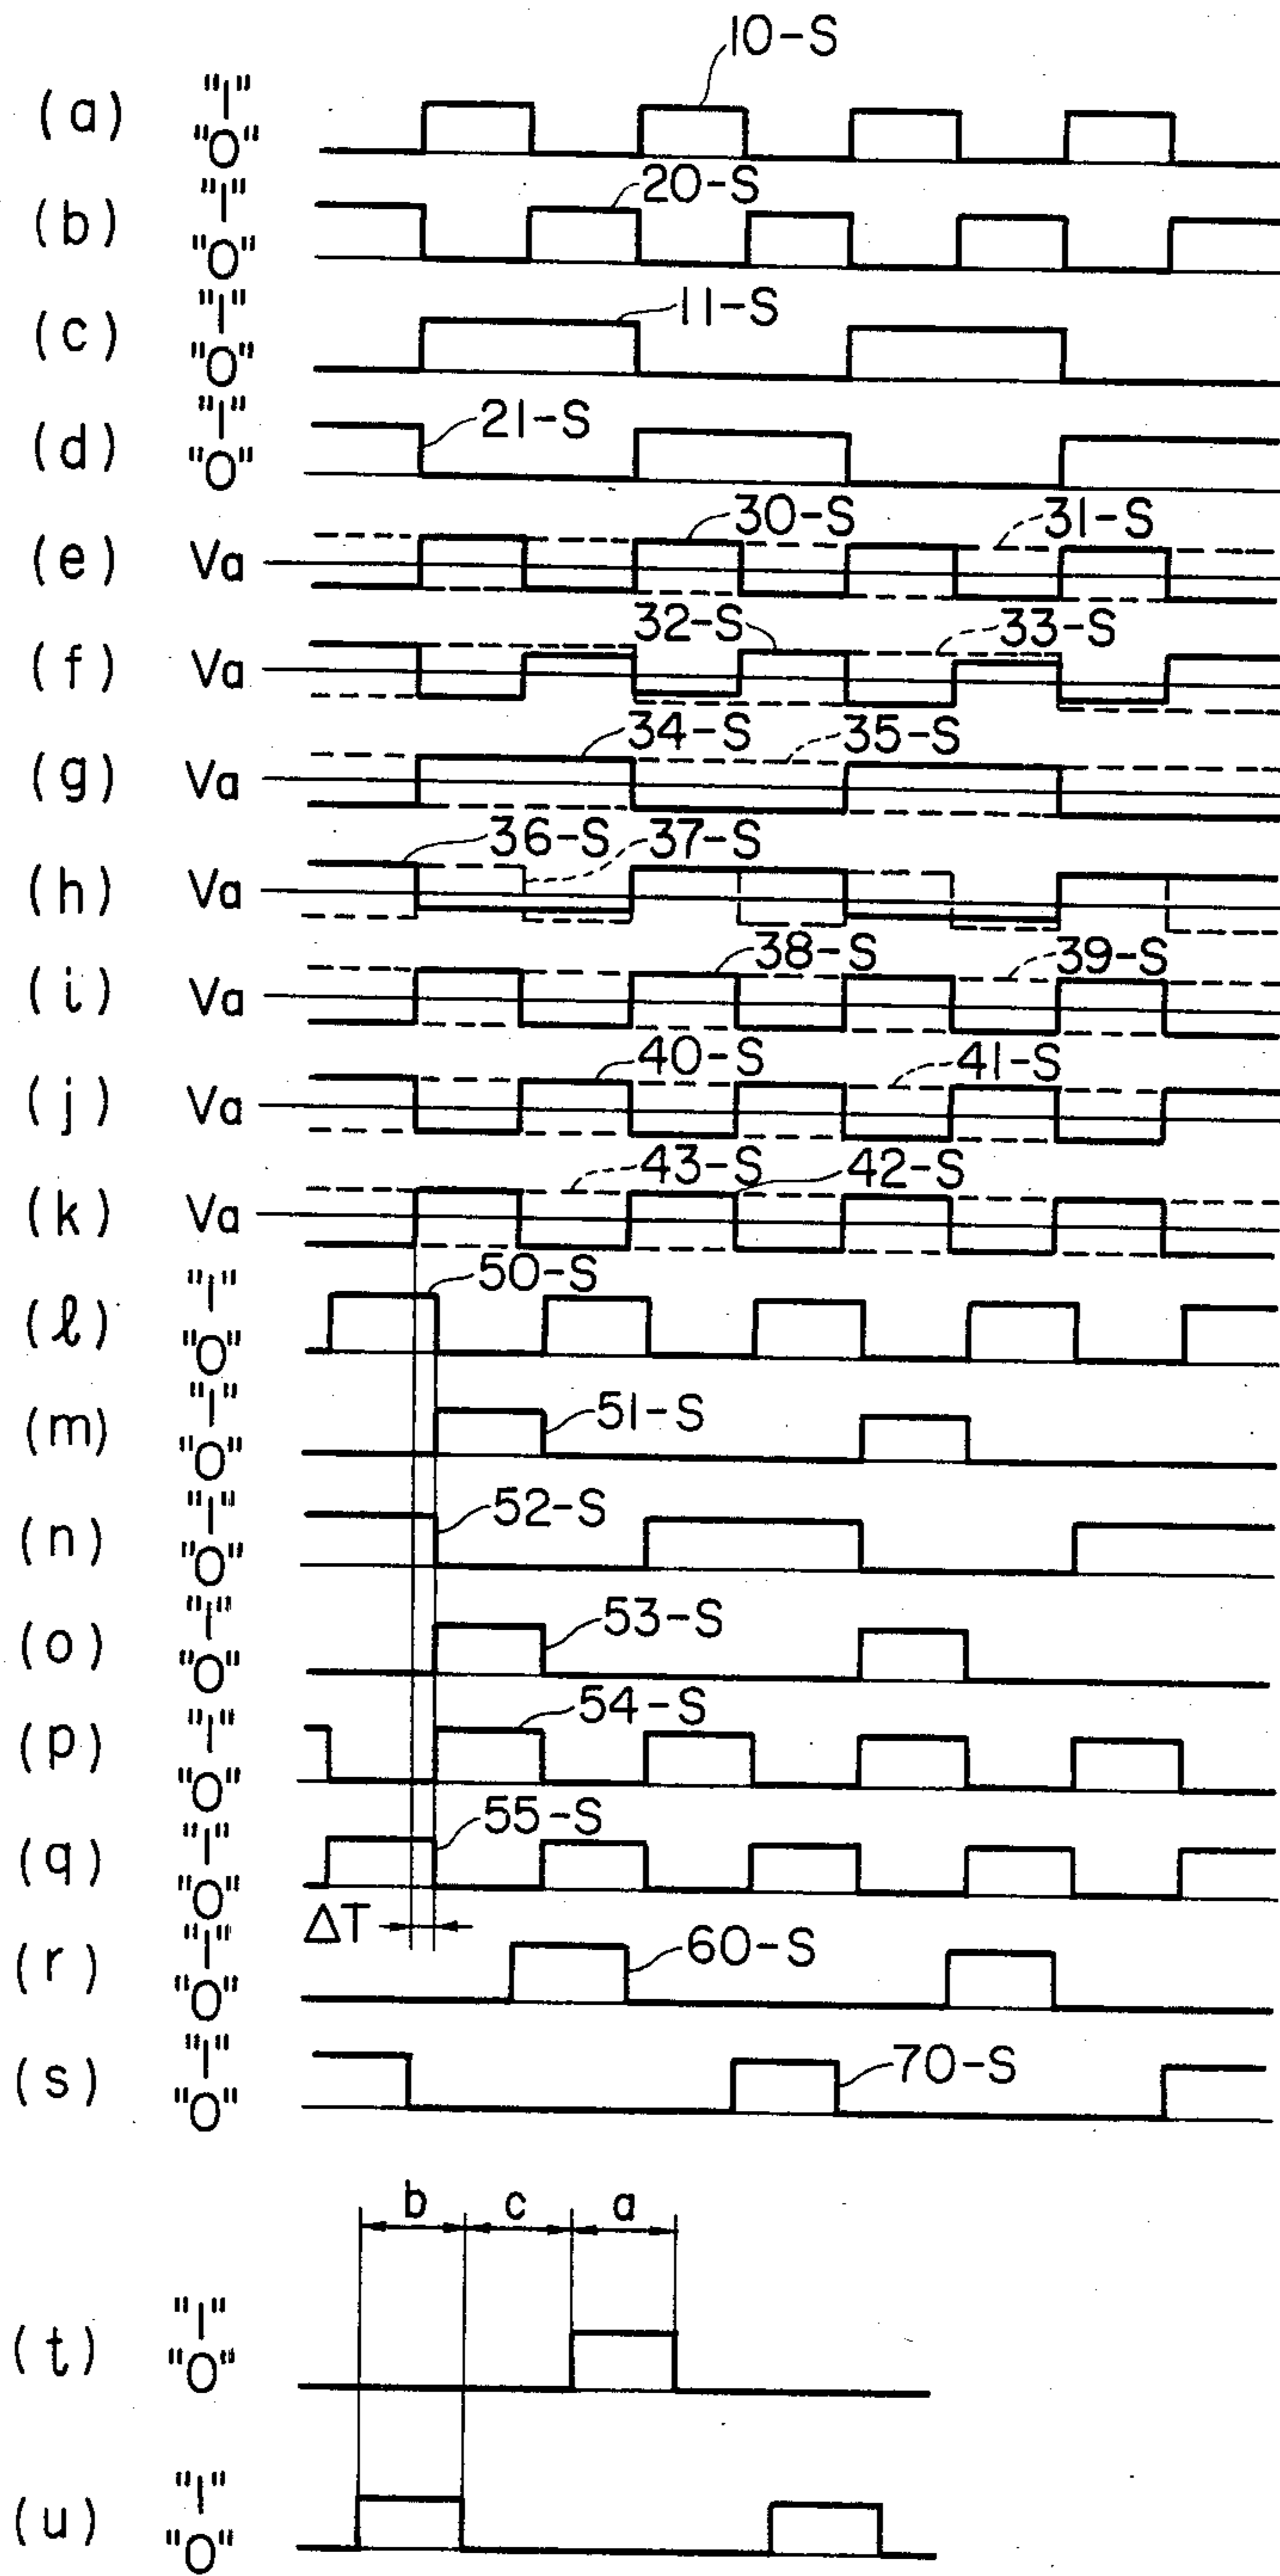 10-S
(a) "1"
"0"
20-S
(b) "1"
"0"
11-S
(c) "1"
"0"
21-S
(d) "1"
"0"
30-S 31-S
(e) Va
32-S 33-S
(f) Va
34-S 35-S
(g) Va
36-S 37-S
(h) Va
38-S 39-S
(i) Va
40-S 41-S
(j) Va
43-S 42-S
(k) Va
50-S
(ℓ) "1"
"0"
51-S
(m) "1"
"0"
52-S
(n) "1"
"0"
53-S
(o) "1"
"0"
54-S
(p) "1"
"0"
55-S
(q) "1"
"0"
ΔT
60-S
(r) "1"
"0"
70-S
(s) "1"
"0"
b c a
(t) "1"
"0"
(u) "1"
"0"